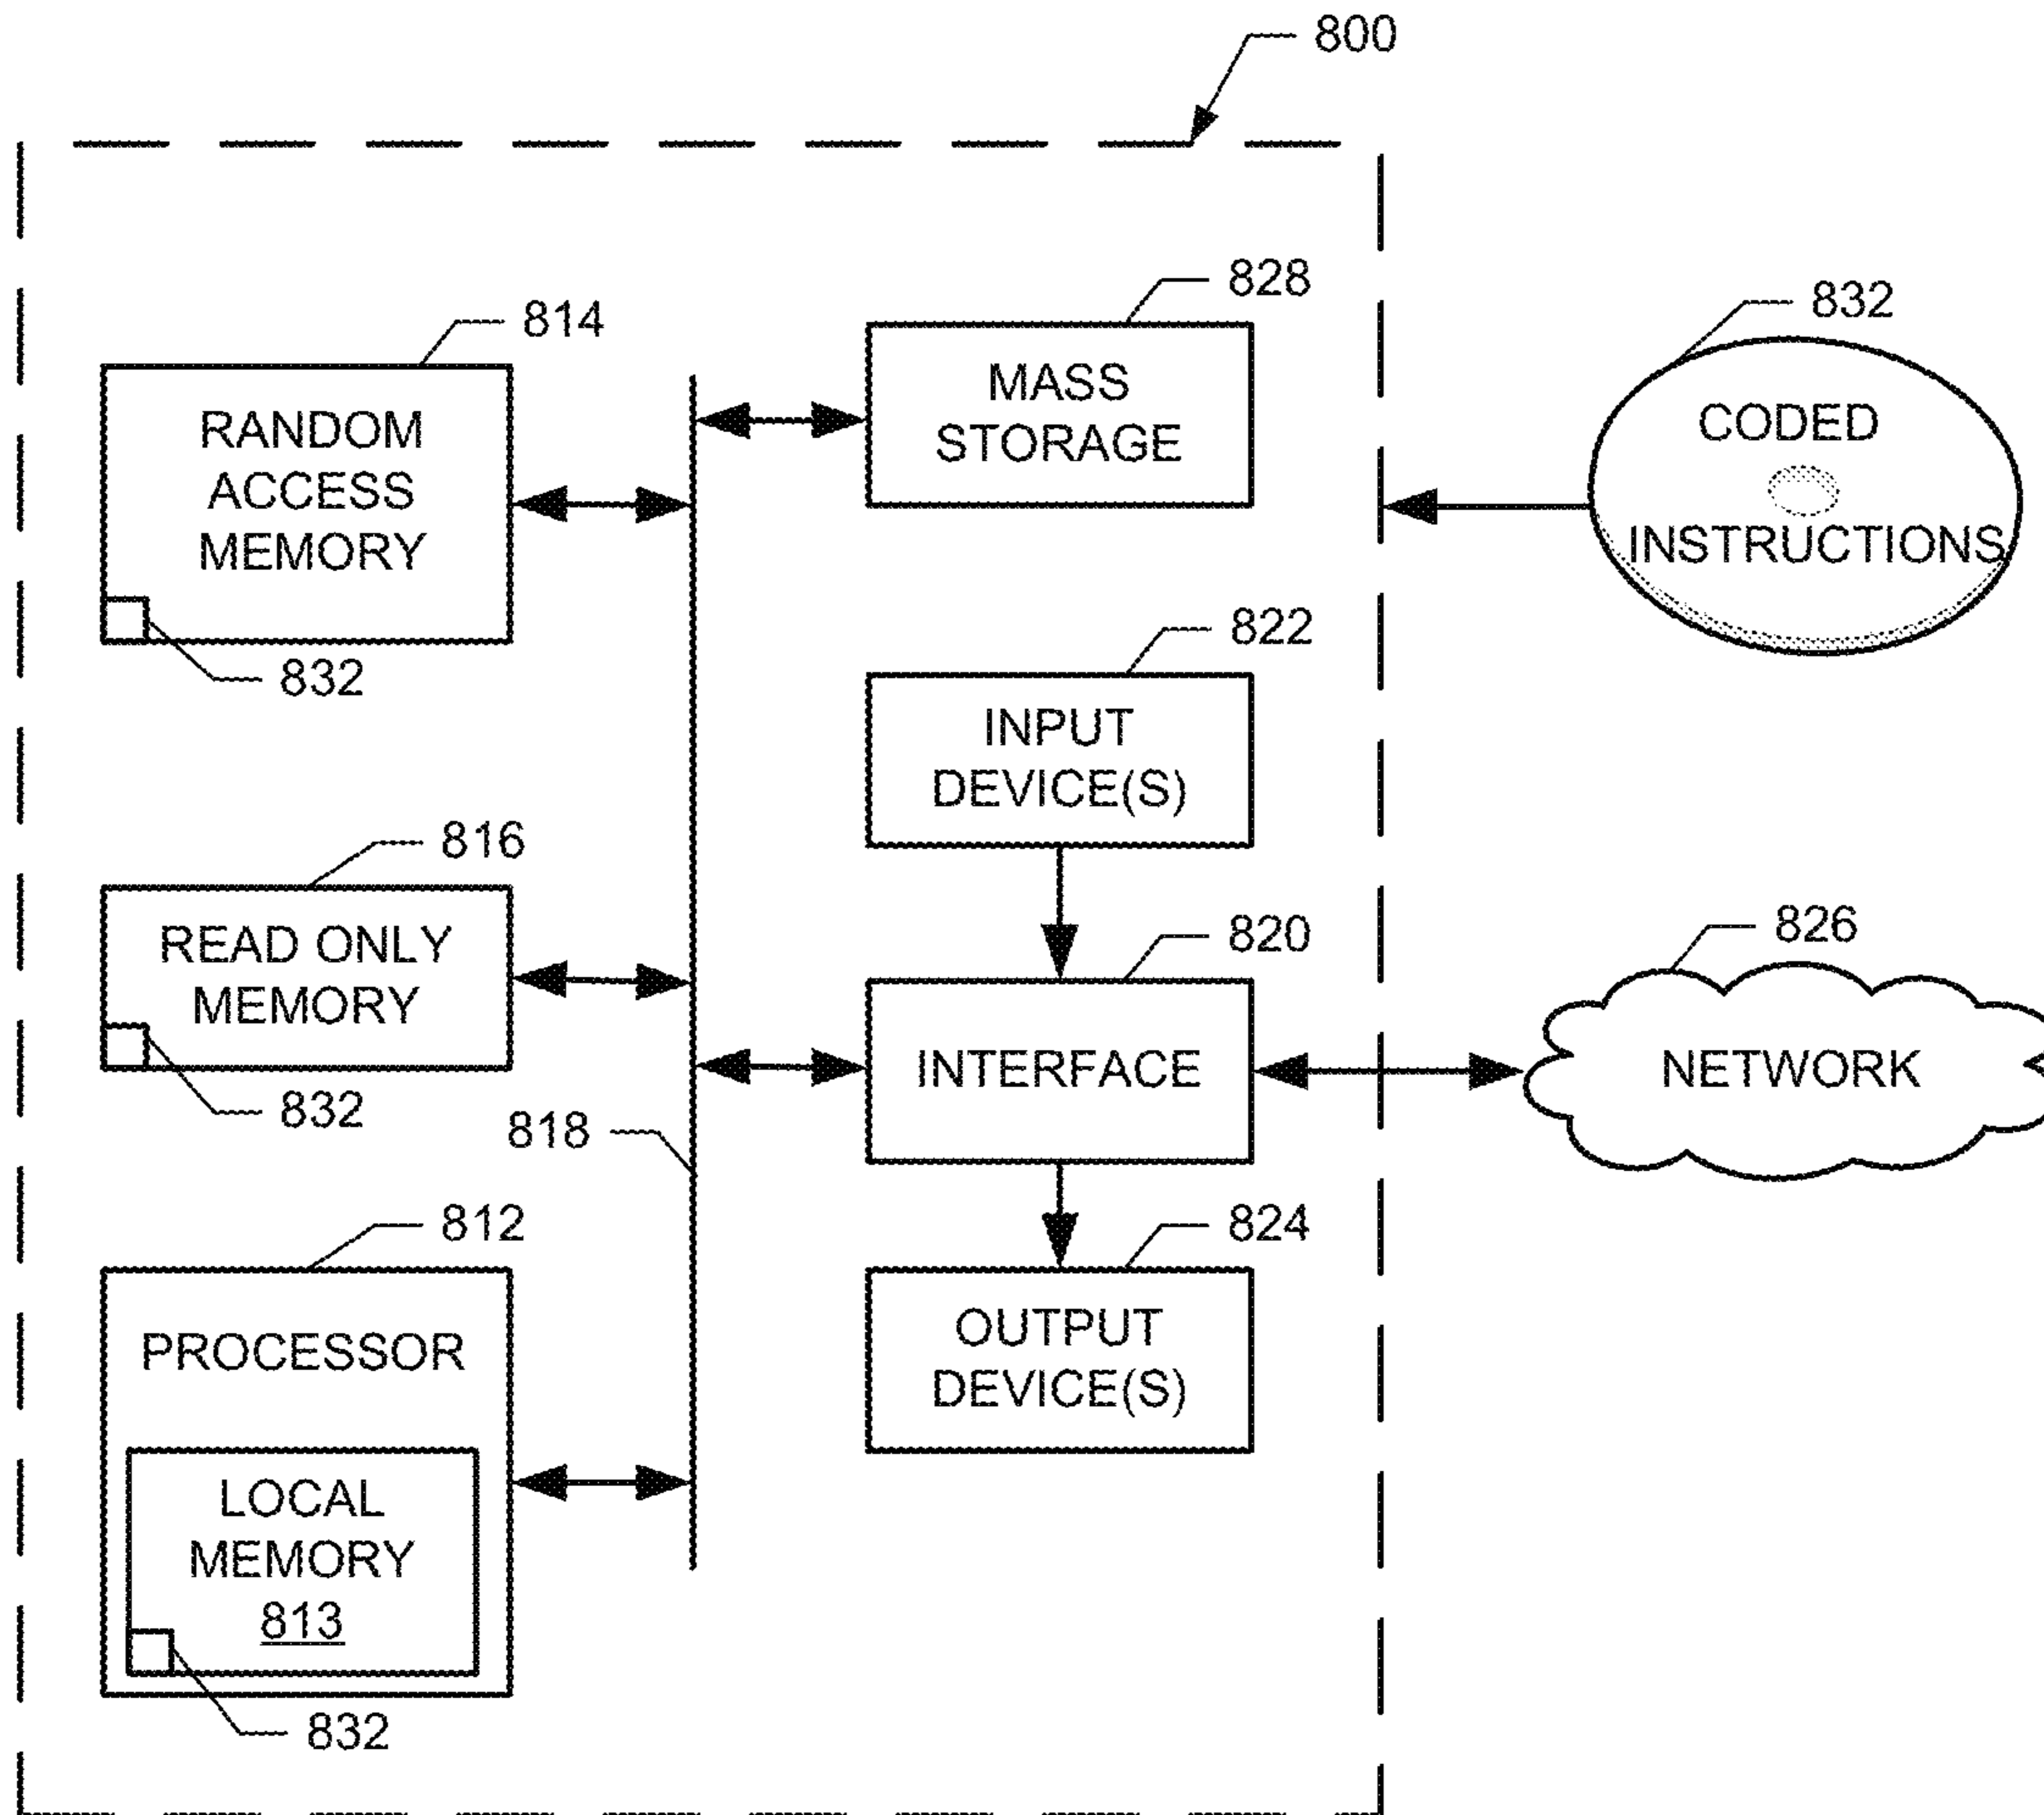 800
828
814
832
MASS
STORAGE
RANDOM
ACCESS
MEMORY
CODED
INSTRUCTIONS
832
822
INPUT
DEVICE(S)
816
READ ONLY
MEMORY
832
820
INTERFACE
826
NETWORK
818
812
PROCESSOR
LOCAL
MEMORY
813
832
824
OUTPUT
DEVICE(S)